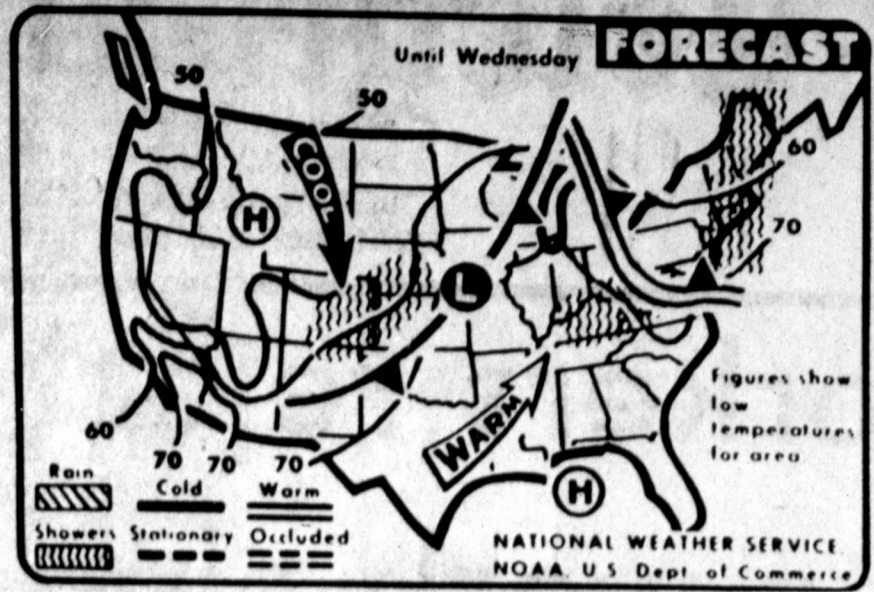 Until Wednesday FORECAST
50
50
COOL
60
H
70
L
Figures show
low
temperatures
for area
WARM
60
70 70 70
H
Rain Cold Warm
Showers Stationary Occluded
NATIONAL WEATHER SERVICE
NOAA U S Dept of Commerce